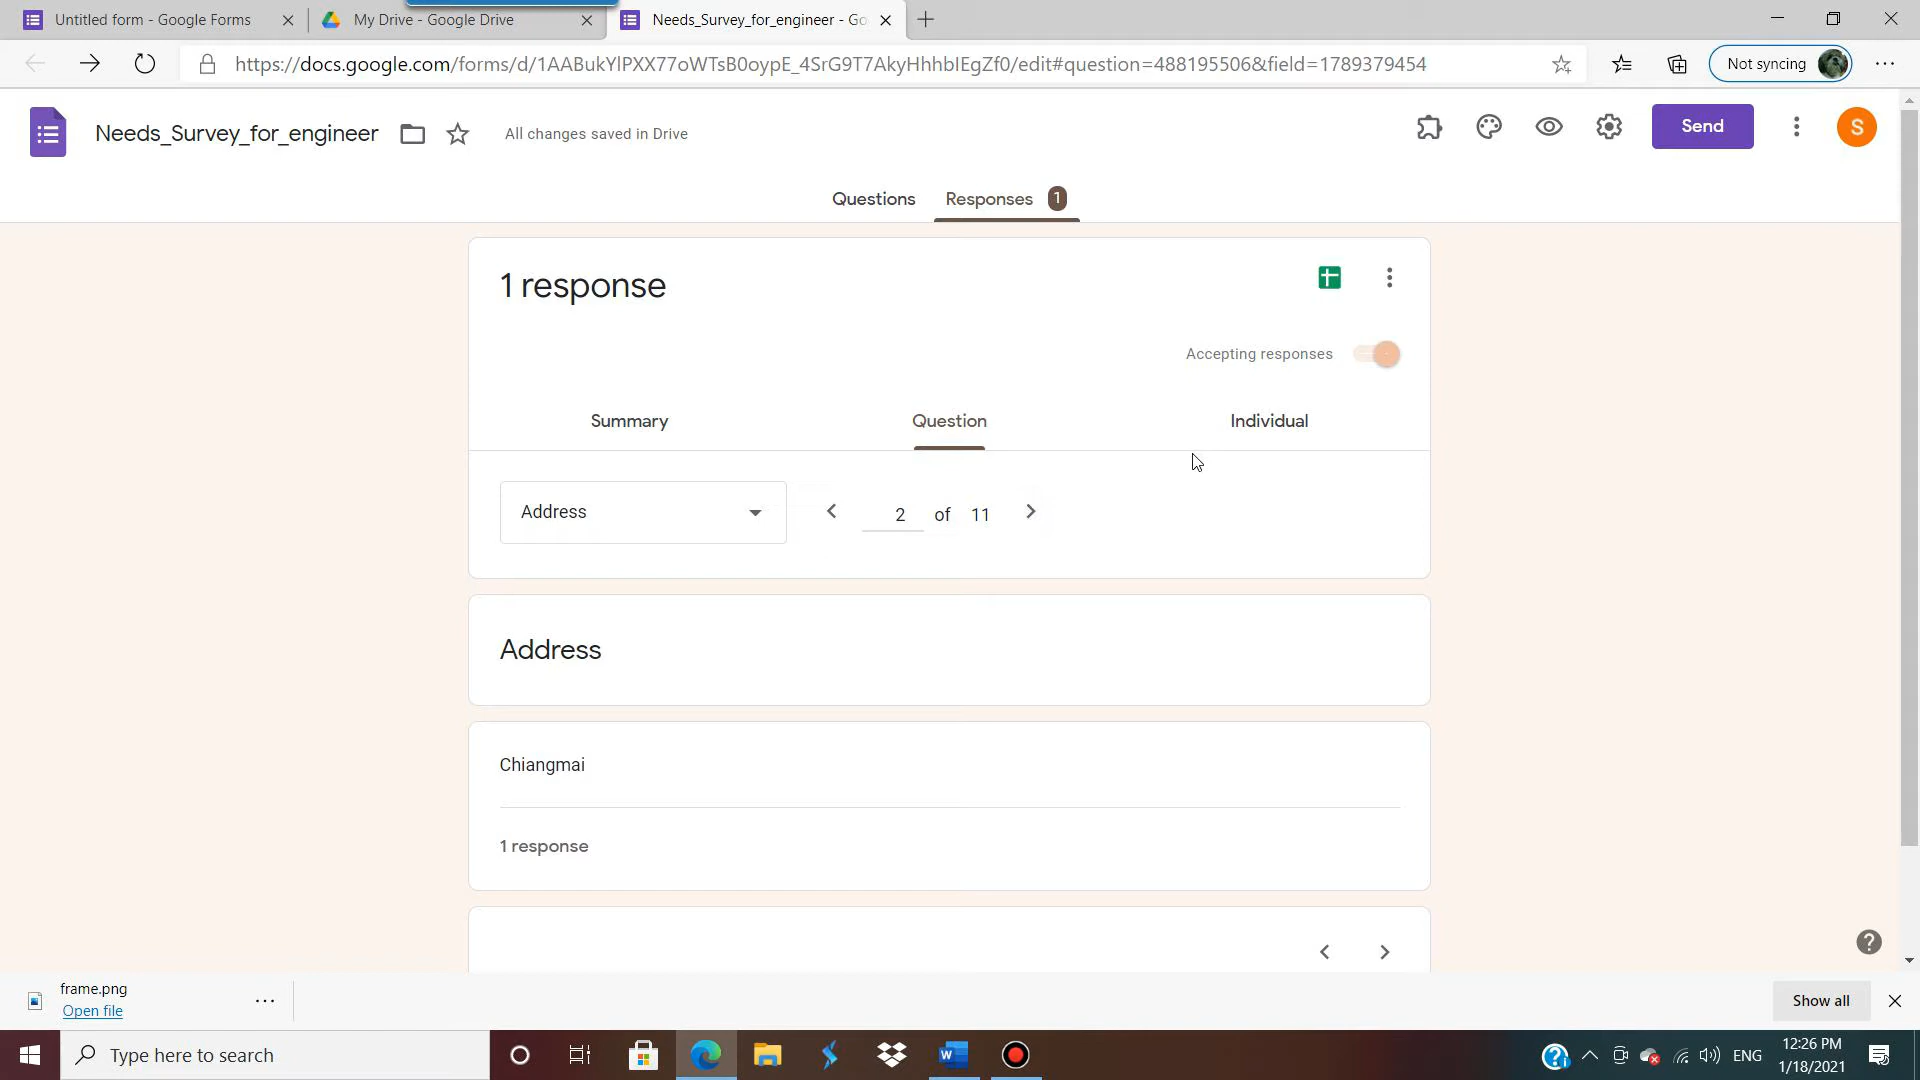 Untitled form - Google Forms
My Drive - Google Drive
Needs_Survey_for_engineer - Go
https://docs.google.com/forms/d/1AABukYlPXX77oWTsB0oypE_4SrG9T7AkyHhhblEgZf0/edit#question=488195506&field=1789379454
Not syncing
Needs_Survey_for_engineer
All changes saved in Drive
Send
S
Questions
Responses 1
1 response
Accepting responses
Summary
Question
Individual
Address
2 of 11
Address
Chiangmai
1 response
frame.png
Open file
Show all
Type here to search
ENG
12:26 PM
1/18/2021